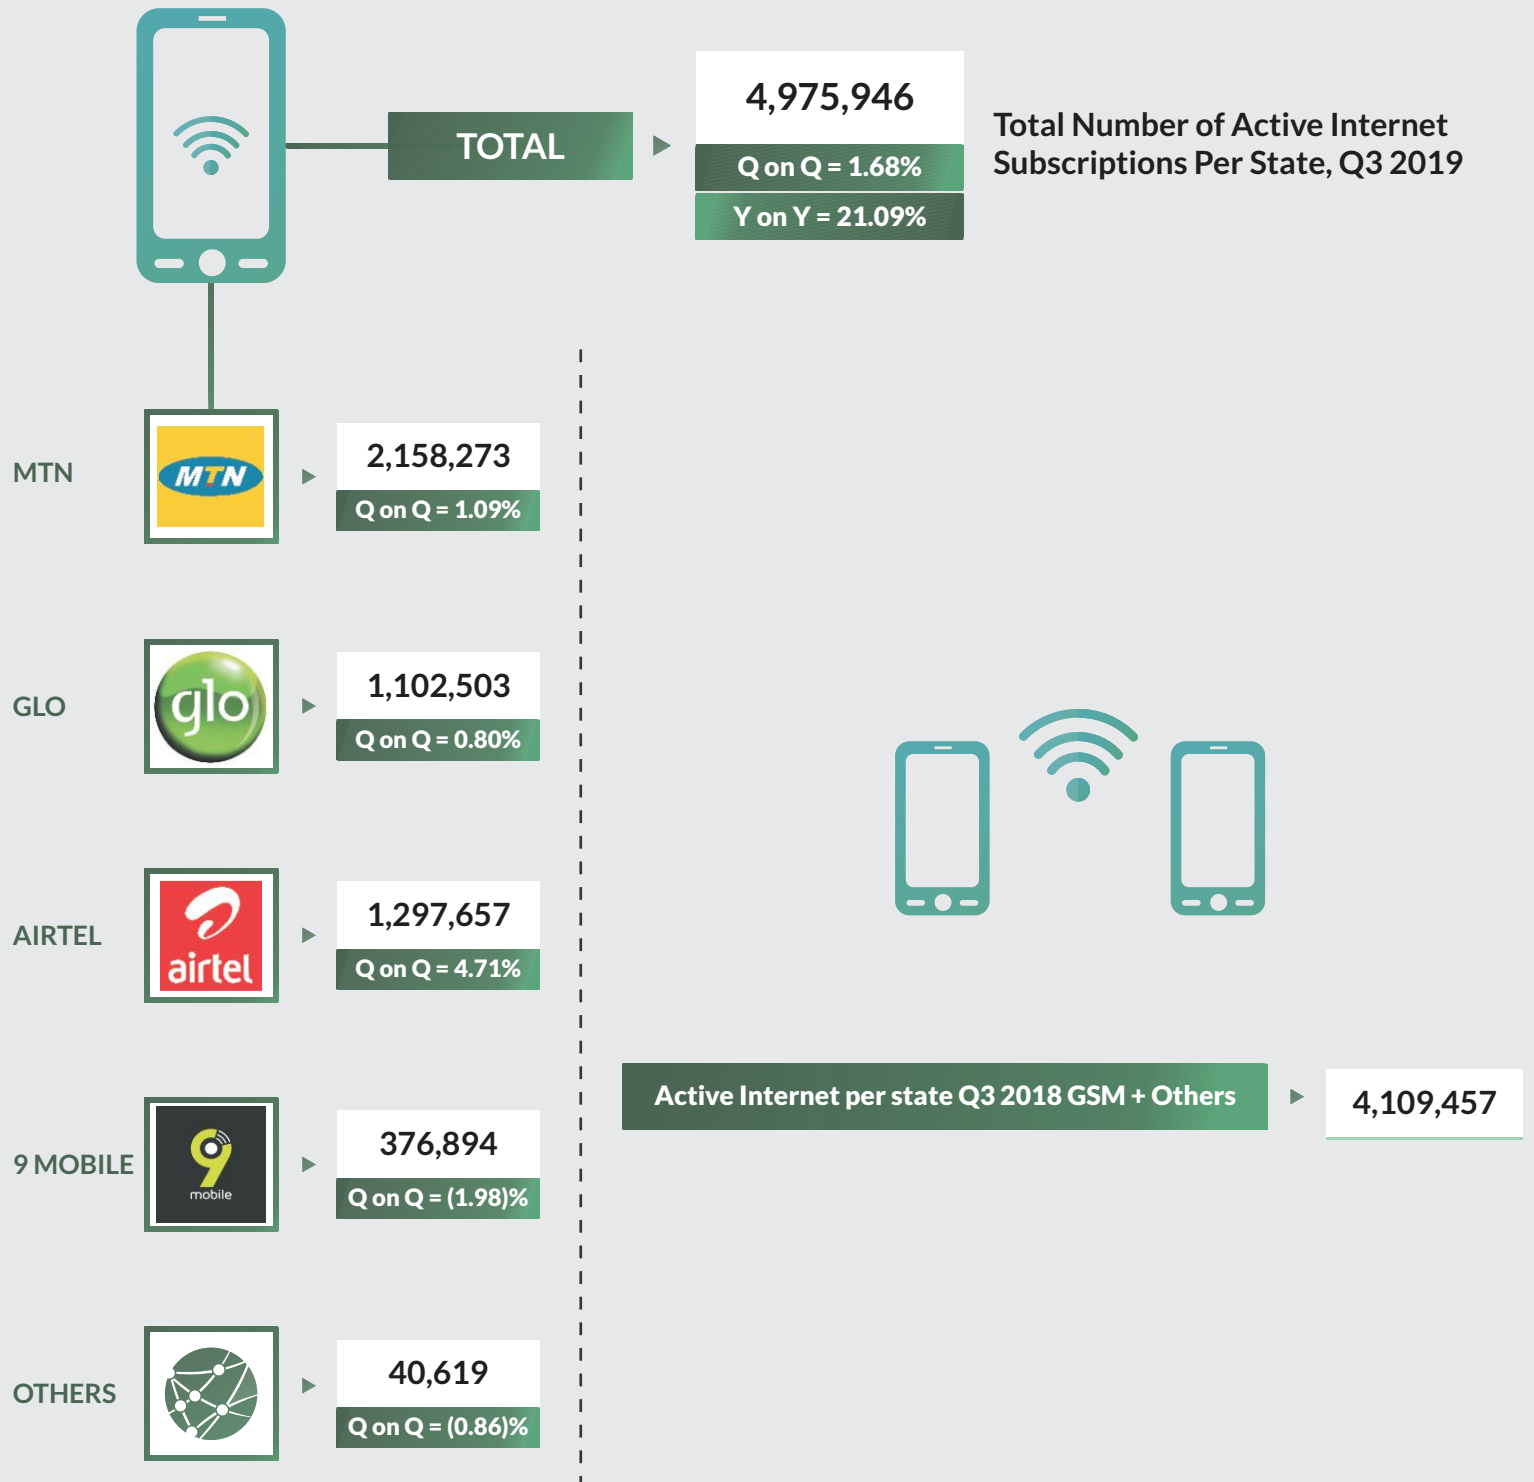 TOTAL
4,975,946
Q on Q = 1.68%
Y on Y = 21.09%
Total Number of Active Internet
Subscriptions Per State, Q3 2019
MTN
MTN
2,158,273
Q on Q = 1.09%
GLO
glo
1,102,503
Q on Q = 0.80%
AIRTEL
airtel
1,297,657
Q on Q = 4.71%
9 MOBILE
9
mobile
376,894
Q on Q = (1.98)%
Active Internet per state Q3 2018 GSM + Others
4,109,457
OTHERS
40,619
Q on Q = (0.86)%